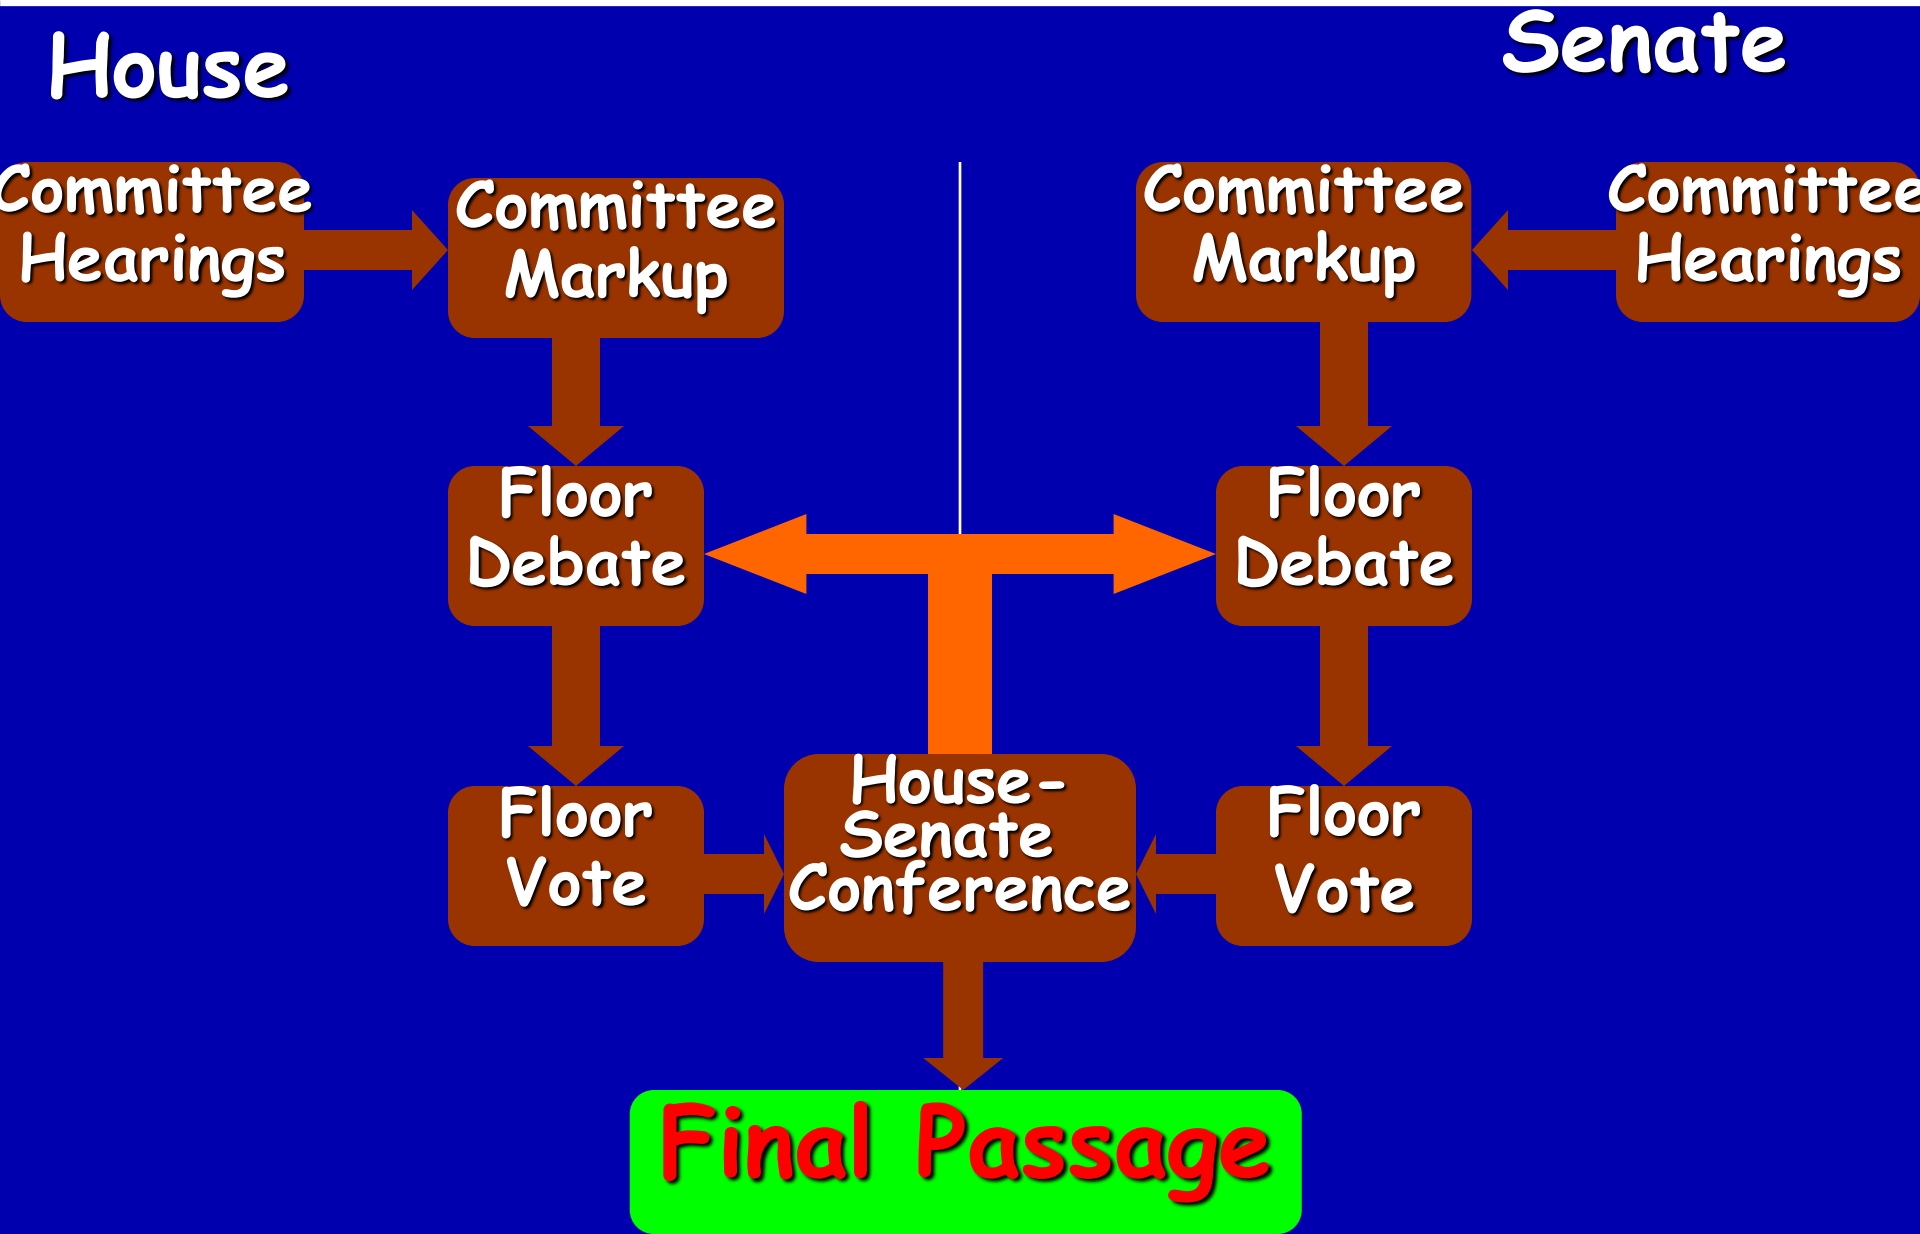 House
Senate
Committee
Hearings
Committee
Markup
Committee
Markup
Committee
Hearings
Floor
Debate
Floor
Debate
Floor
Vote
House-
Senate
Conference
Floor
Vote
Final Passage